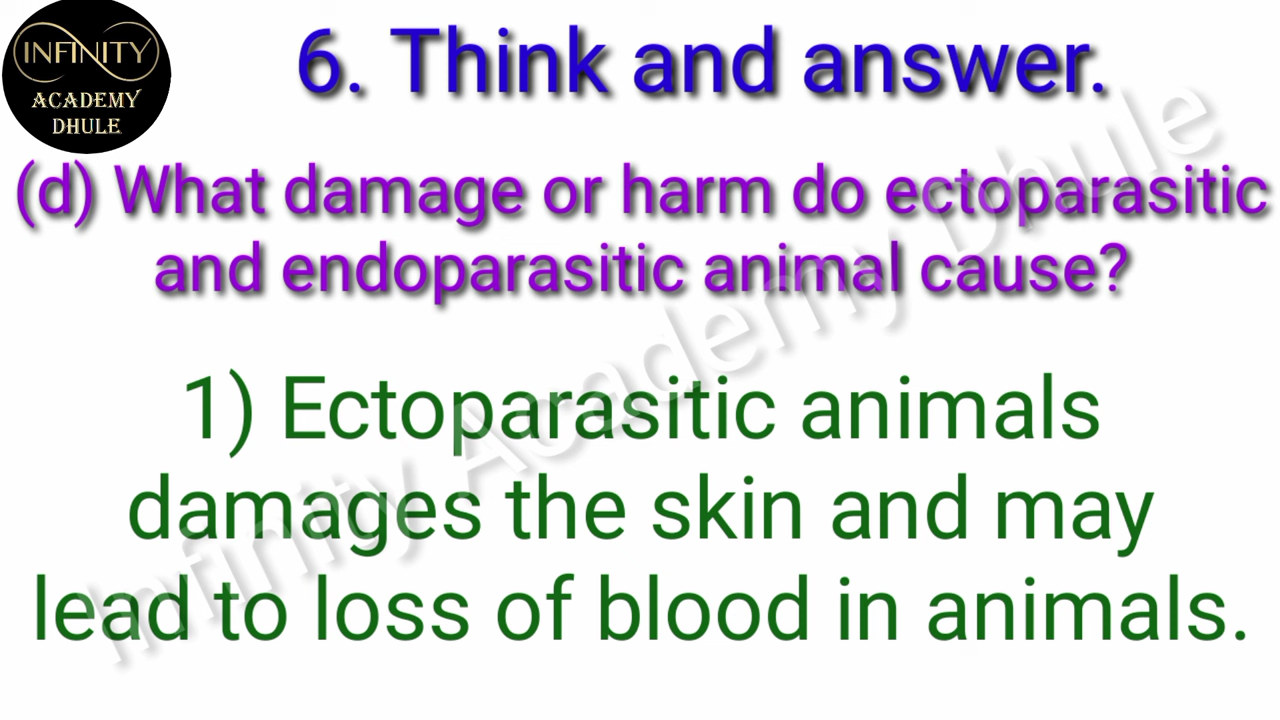 INFINITY
ACADEMY
DHULE
6. Think and answer.
(d) What damage or harm do ectoparasitic
and endoparasitic animal cause?
1) Ectoparasitic animals
damages the skin and may
lead to loss of blood in animals.
Infinity Academy Dhule